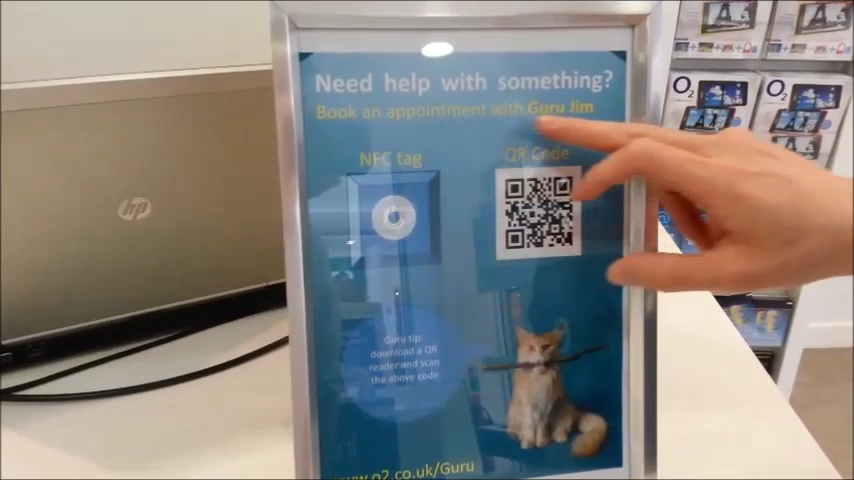 Need help with something?
Book an appointment with Guru Jim
NFC tag
QR Code
Guru tip:
download a QR
reader and scan
the above code
www.o2.co.uk/Guru
hp
O2
O2